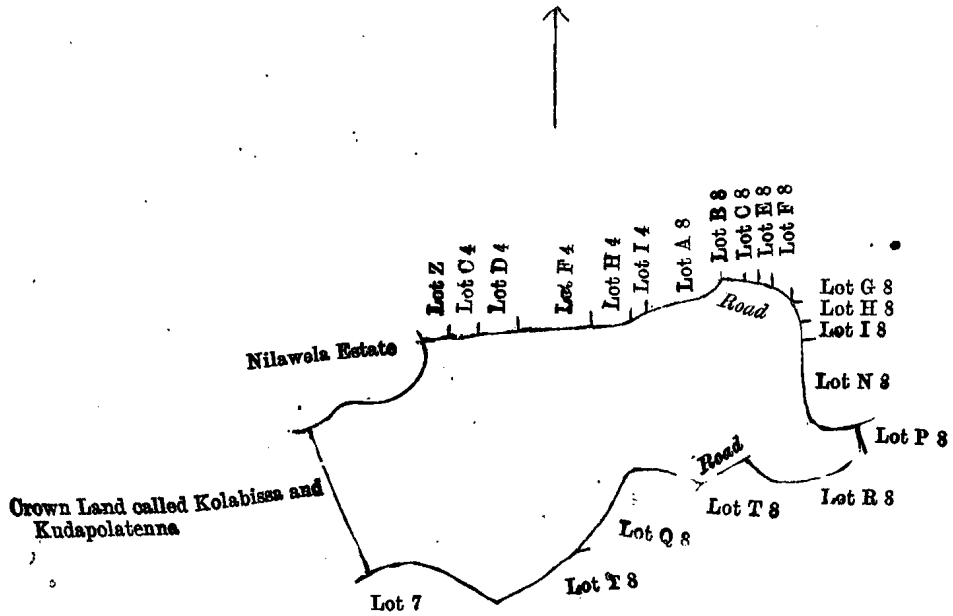 Lot Z
Lot C 4
Lot D 4
Lot F 4
Lot H 4
Lot I 4
Lot A 8
Lot B 8
Lot C 8
Lot E 8
Lot F 8
Road
Lot G 8
Lot H 8
Lot I 8
Nilawela Estate
Lot N 8
Lot P 8
Road
Crown Land called Kolabissa and
Kudapolatenna
Lot R 8
Lot T 8
Lot Q 8
Lot T 8
Lot 7